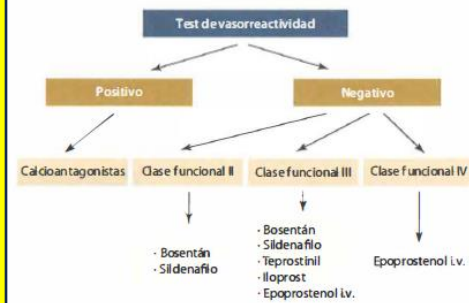 Test de vasorreactividad
Positivo
Negativo
Calcioantagonistas
Clase funcional II
Clase funcional III
Clase funcional IV
· Bosentán
· Sildenafilo
· Bosentán
· Sildenafilo
· Teprostinil
· Iloprost
· Epoprostenol i.v.
Epoprostenol i.v.